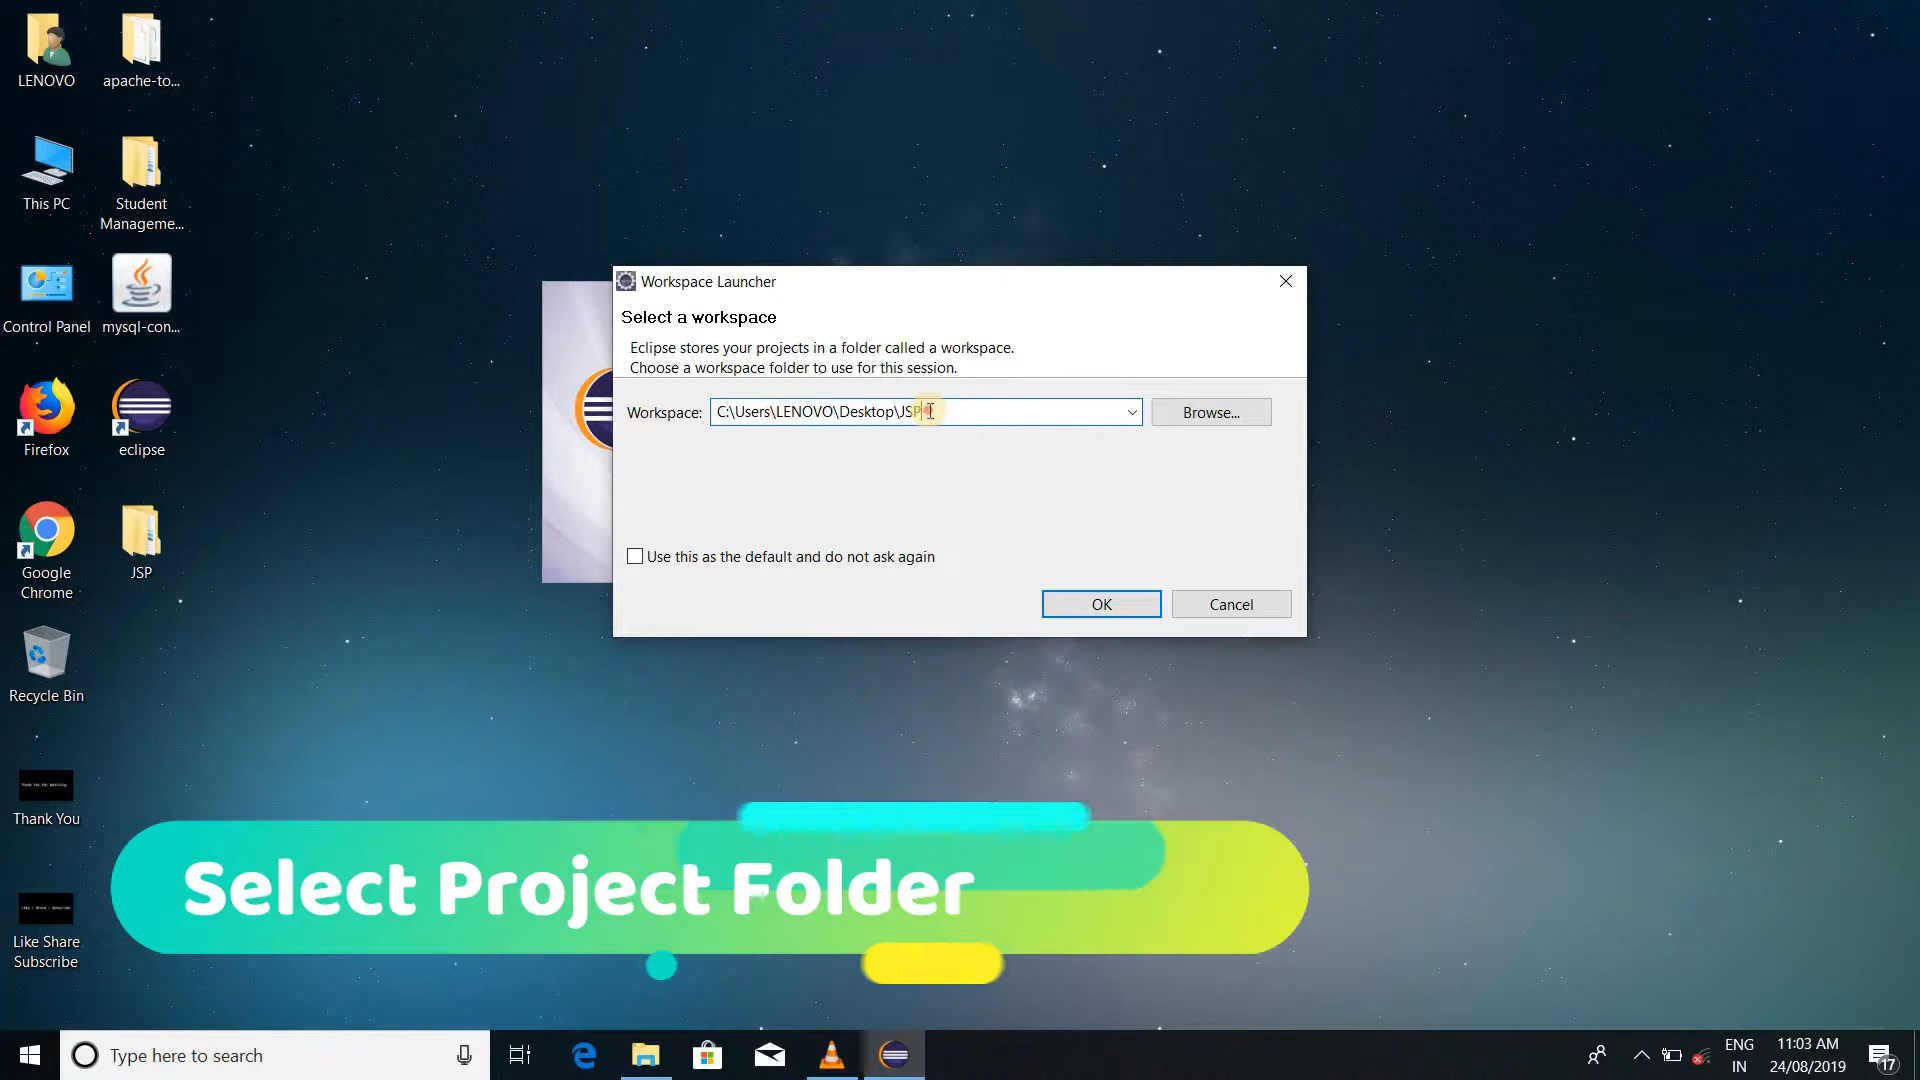 LENOVO
apache-to...
This PC
Student
Manageme...
Control Panel
mysql-con...
Firefox
eclipse
Google
Chrome
JSP
Recycle Bin
Thank You
Like Share
Subscribe
Workspace Launcher
Select a workspace
Eclipse stores your projects in a folder called a workspace.
Choose a workspace folder to use for this session.
Workspace:
C:\Users\LENOVO\Desktop\JSP
Browse...
Use this as the default and do not ask again
OK
Cancel
Select Project Folder
Type here to search
ENG
IN
11:03 AM
24/08/2019
17